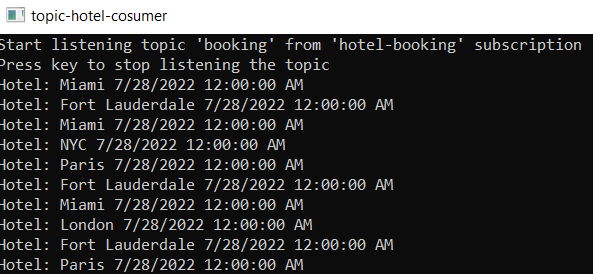 topic-hotel-cosumer
Start listening topic 'booking' from 'hotel-booking' subscription
Press key to stop listening the topic
Hotel: Miami 7/28/2022 12:00:00 AM
Hotel: Fort Lauderdale 7/28/2022 12:00:00 AM
Hotel: Miami 7/28/2022 12:00:00 AM
Hotel: NYC 7/28/2022 12:00:00 AM
Hotel: Paris 7/28/2022 12:00:00 AM
Hotel: Fort Lauderdale 7/28/2022 12:00:00 AM
Hotel: Miami 7/28/2022 12:00:00 AM
Hotel: London 7/28/2022 12:00:00 AM
Hotel: Fort Lauderdale 7/28/2022 12:00:00 AM
Hotel: Paris 7/28/2022 12:00:00 AM